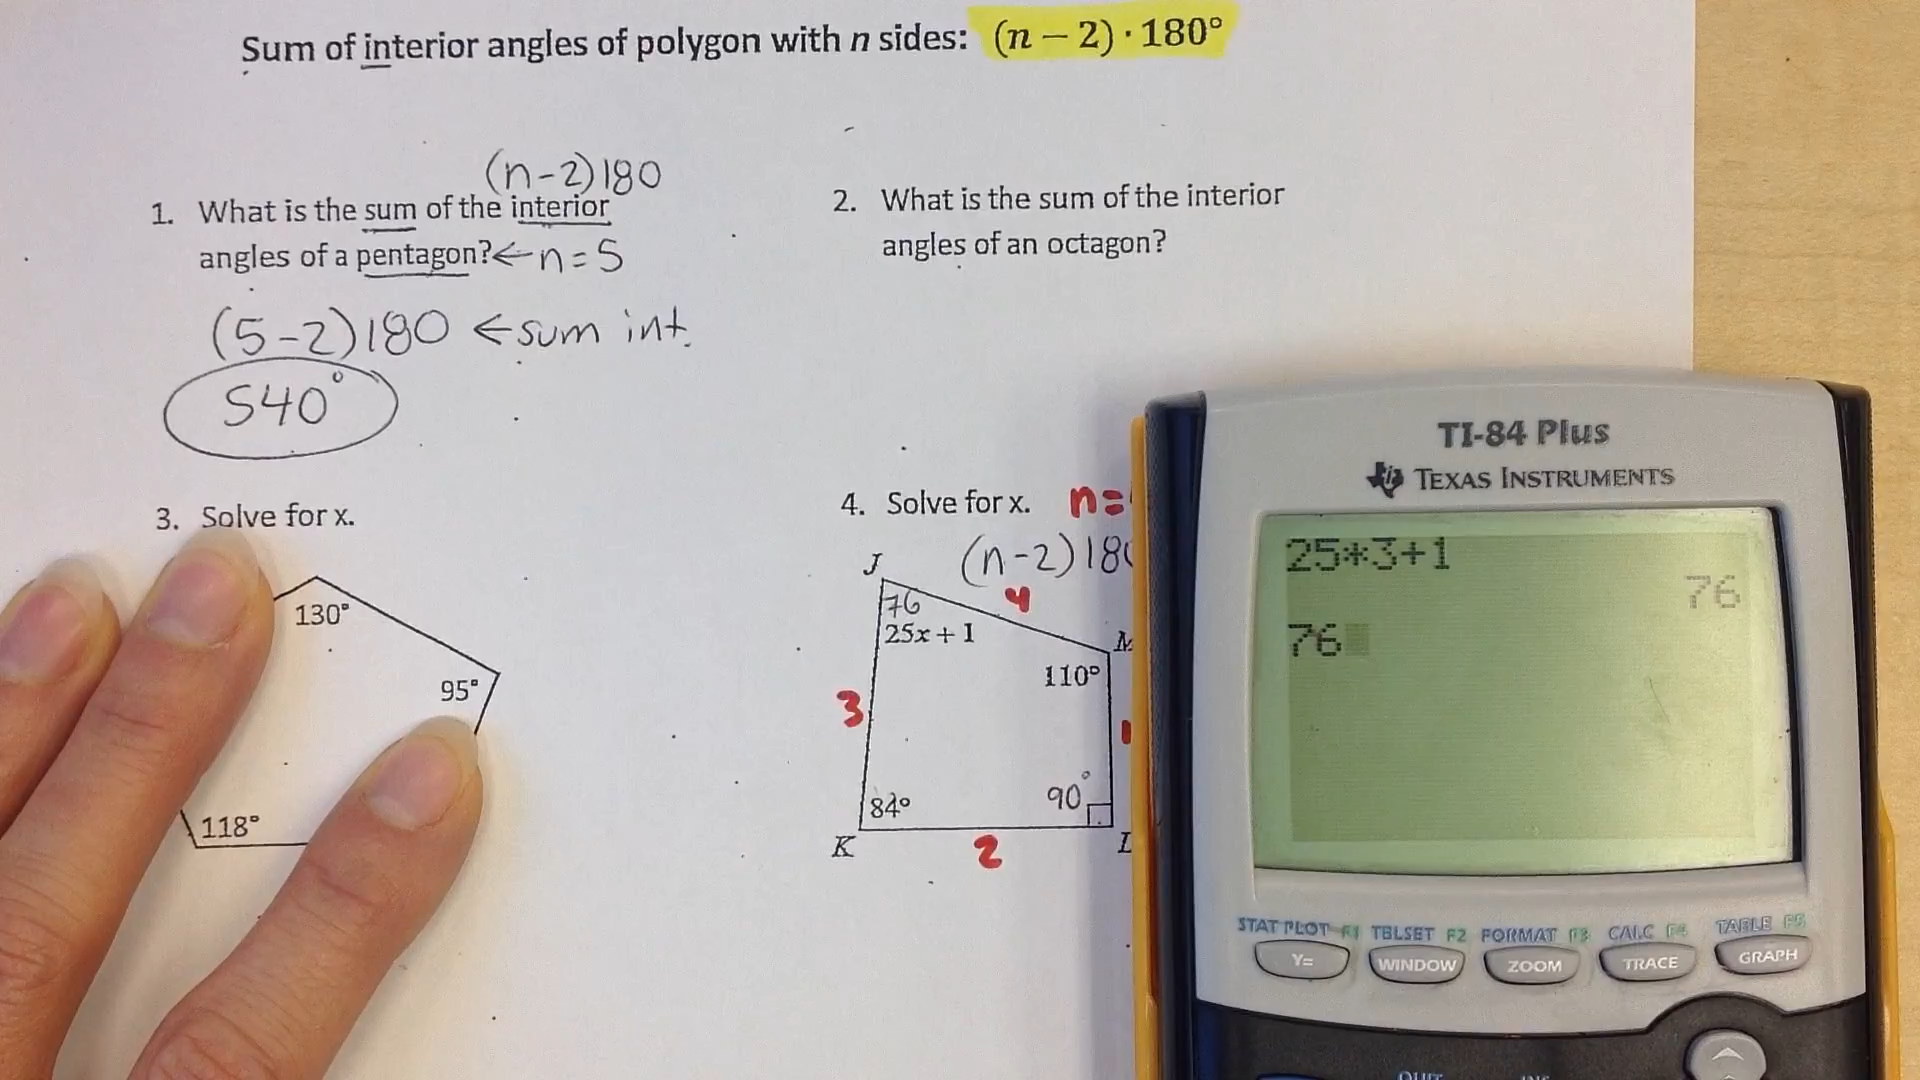 Sum of interior angles of polygon with n sides: (n − 2) · 180°
(n-2)180
1. What is the sum of the interior
angles of a pentagon? ← n = 5
(5-2)180 ← sum int.
540°
2. What is the sum of the interior
angles of an octagon?
3. Solve for x.
130°
95°
118°
4. Solve for x. n=
(n-2)18
J
76
4
25x + 1
M
110°
3
1
84°
90°
K
2
L
TI-84 Plus
TEXAS INSTRUMENTS
25*3+1
76
76
STAT PLOT F1 TBLSET F2 FORMAT F3 CALC F4 TABLE F5
Y= WINDOW ZOOM TRACE GRAPH
QUIT